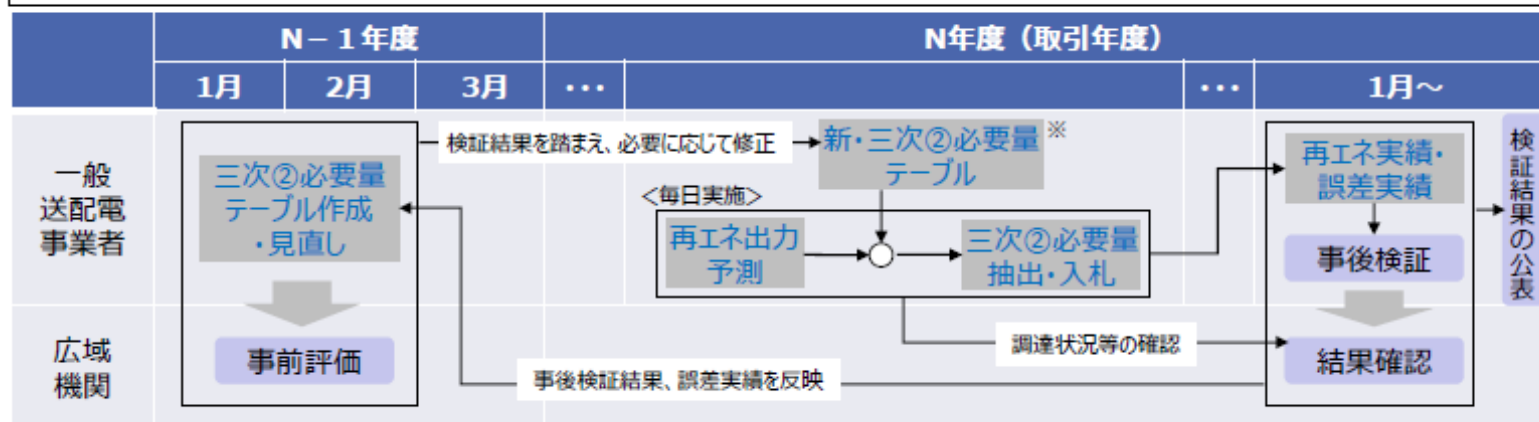 N－1年度
N年度（取引年度）
1月
2月
3月
･･･
･･･
1月～
一般
送配電
事業者
三次②必要量
テーブル作成
・見直し
検証結果を踏まえ、必要に応じて修正
新・三次②必要量※
テーブル
＜毎日実施＞
再エネ出力
予測
三次②必要量
抽出・入札
再エネ実績・
誤差実績
事後検証
検証結果の公表
広域
機関
事前評価
調達状況等の確認
事後検証結果、誤差実績を反映
結果確認